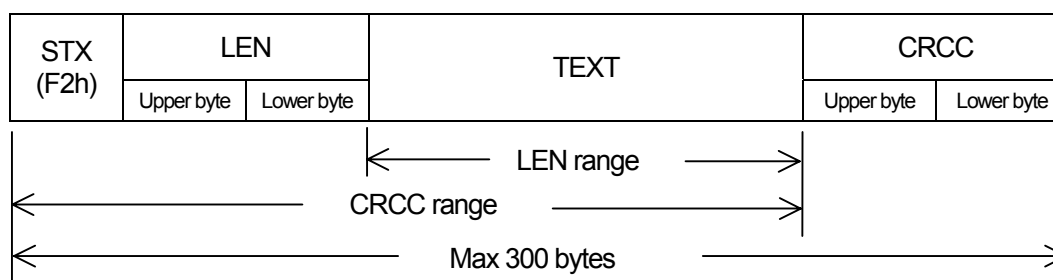 STX
(F2h)
LEN
TEXT
CRCC
Upper byte
Lower byte
Upper byte
Lower byte
LEN range
CRCC range
Max 300 bytes